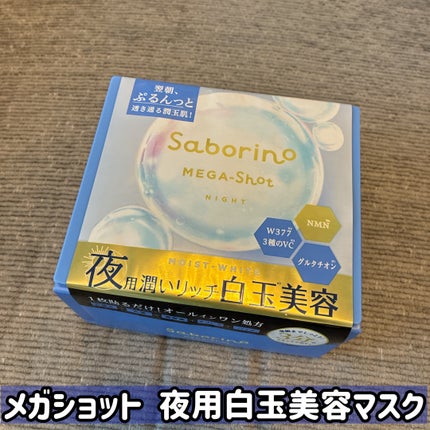 翌朝、
ぷるんっと
透き通る潤玉肌!
Saborino
MEGA-Shot
NIGHT
NMN
W377
3種のVC
グルタチオン
MOIST-WHITE
夜用潤いリッチ白玉美容
1枚貼るだけ!オールインワン処方
Saborino
メガショット 夜用白玉美容マスク